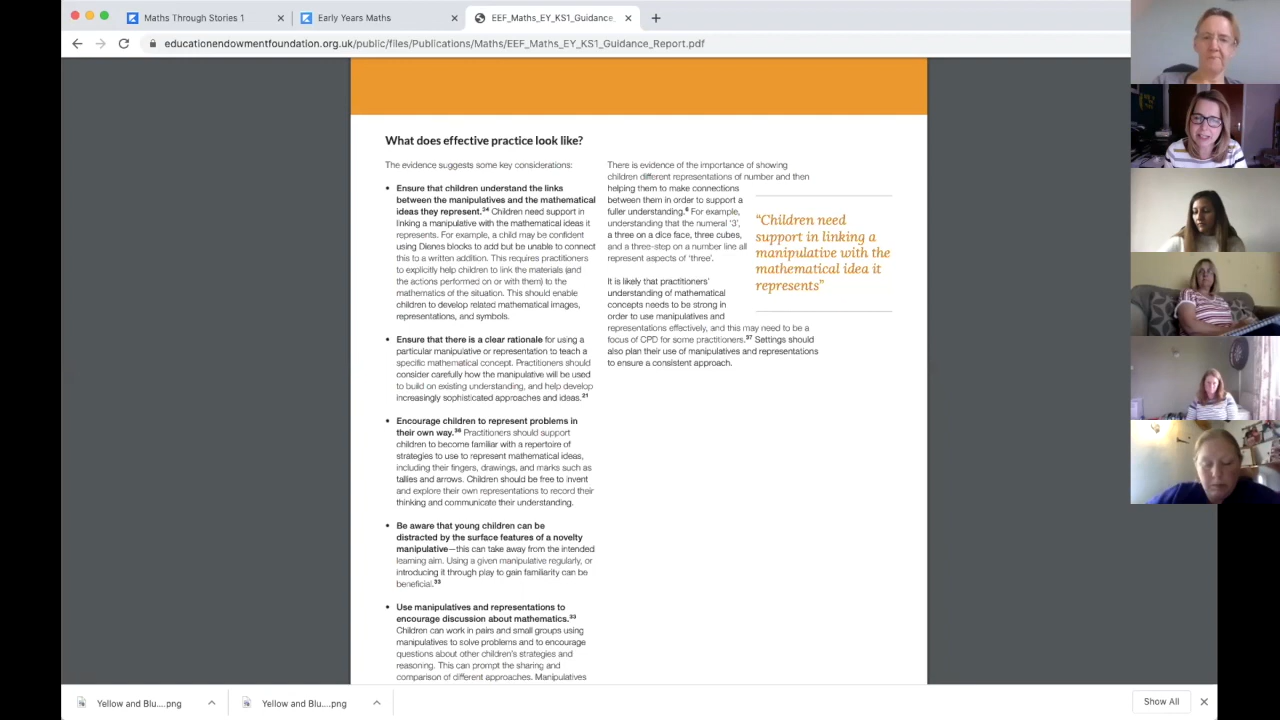 Maths Through Stories 1
Early Years Maths
EEF_Maths_EY_KS1_Guidance_
educationendowmentfoundation.org.uk/public/files/Publications/Maths/EEF_Maths_EY_KS1_Guidance_Report.pdf
What does effective practice look like?
The evidence suggests some key considerations:
• Ensure that children understand the links
between the manipulatives and the mathematical
ideas they represent.34 Children need support in
linking a manipulative with the mathematical ideas it
represents. For example, a child may be confident
using Dienes blocks to add but be unable to connect
this to a written addition. This requires practitioners
to explicitly help children to link the materials (and
the actions performed on or with them) to the
mathematics of the situation. This should enable
children to develop related mathematical images,
representations, and symbols.
• Ensure that there is a clear rationale for using a
particular manipulative or representation to teach a
specific mathematical concept. Practitioners should
consider carefully how the manipulative will be used
to build on existing understanding, and help develop
increasingly sophisticated approaches and ideas.21
• Encourage children to represent problems in
their own way.36 Practitioners should support
children to become familiar with a repertoire of
strategies to use to represent mathematical ideas,
including their fingers, drawings, and marks such as
tallies and arrows. Children should be free to invent
and explore their own representations to record their
thinking and communicate their understanding.
• Be aware that young children can be
distracted by the surface features of a novelty
manipulative—this can take away from the intended
learning aim. Using a given manipulative regularly, or
introducing it through play to gain familiarity can be
beneficial.33
• Use manipulatives and representations to
encourage discussion about mathematics.33
Children can work in pairs and small groups using
manipulatives to solve problems and to encourage
questions about other children's strategies and
reasoning. This can prompt the sharing and
comparison of different approaches. Manipulatives
There is evidence of the importance of showing
children different representations of number and then
helping them to make connections
between them in order to support a
fuller understanding.6 For example,
understanding that the numeral '3',
a three on a dice face, three cubes,
and a three-step on a number line all
represent aspects of 'three'.
It is likely that practitioners'
understanding of mathematical
concepts needs to be strong in
order to use manipulatives and
representations effectively, and this may need to be a
focus of CPD for some practitioners.37 Settings should
also plan their use of manipulatives and representations
to ensure a consistent approach.
“Children need
support in linking a
manipulative with the
mathematical idea it
represents”
Yellow and Blu....png
Yellow and Blu....png
Show All